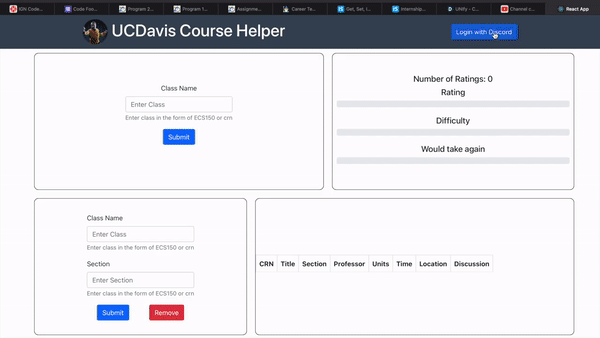 ION Code...
Code Foo...
Program 2...
Program 1...
Assignme...
Career Te...
Get, Set, I...
Internship...
UNify - C...
Channel c...
React App
UCDavis Course Helper
Login with Discord
Class Name
Enter Class
Enter class in the form of ECS150 or crn
Submit
Number of Ratings: 0
Rating
Difficulty
Would take again
Class Name
Enter Class
Enter class in the form of ECS150 or crn
Section
Enter Section
Enter class in the form of ECS150 or crn
Submit Remove
CRN Title Section Professor Units Time Location Discussion